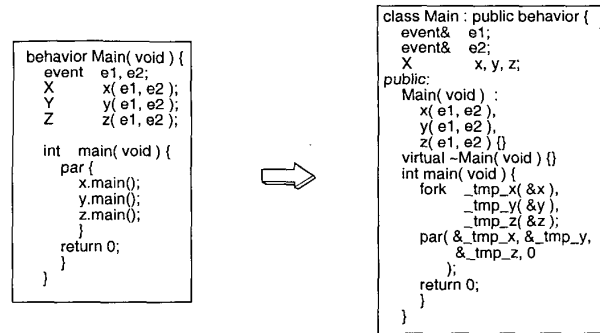 behavior Main( void ) {
event e1, e2;
X x( e1, e2 );
Y y( e1, e2 );
Z z( e1, e2 );
int main( void ) {
par {
x.main();
y.main();
z.main();
}
return 0;
}
}
class Main : public behavior {
event& e1;
event& e2;
X x, y, z;
public:
Main( void ) :
x( e1, e2 ),
y( e1, e2 ),
z( e1, e2 ) {}
virtual ~Main( void ) {}
int main( void ) {
fork _tmp_x( &x ),
_tmp_y( &y ),
_tmp_z( &z );
par( &_tmp_x, &_tmp_y,
&_tmp_z, 0
);
return 0;
}
}